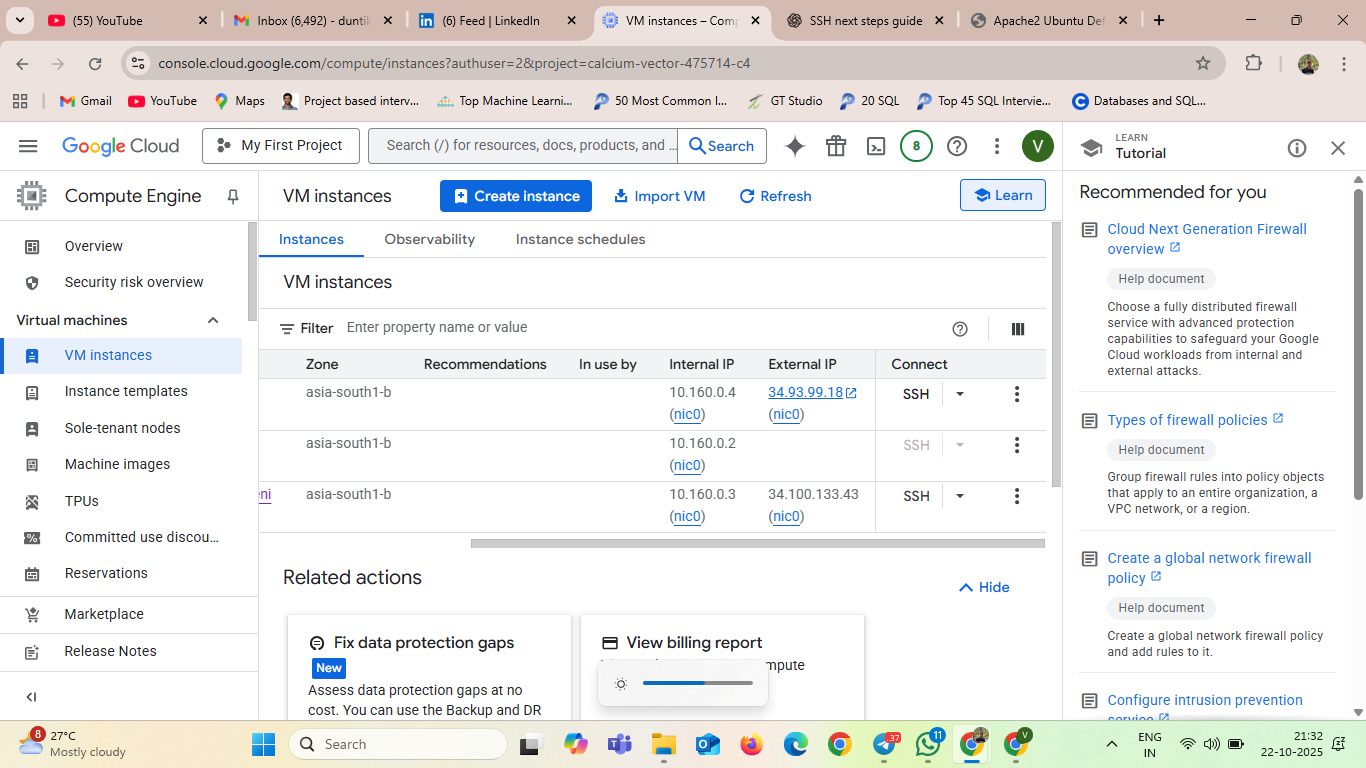 (55) YouTube
Inbox (6,492) - duntik
(6) Feed | LinkedIn
VM instances – Comp
SSH next steps guide
Apache2 Ubuntu Def
console.cloud.google.com/compute/instances?authuser=2&project=calcium-vector-475714-c4
Gmail
YouTube
Maps
Project based interv...
Top Machine Learni...
50 Most Common I...
GT Studio
20 SQL
Top 45 SQL Intervie...
Databases and SQL...
Google Cloud
My First Project
Search (/) for resources, docs, products, and ...
Search
8
V
LEARN
Tutorial
Compute Engine
VM instances
Create instance
Import VM
Refresh
Learn
Overview
Security risk overview
Virtual machines
VM instances
Instance templates
Sole-tenant nodes
Machine images
TPUs
Committed use discou...
Reservations
Marketplace
Release Notes
Instances
Observability
Instance schedules
VM instances
Filter
Enter property name or value
Zone
Recommendations
In use by
Internal IP
External IP
Connect
asia-south1-b
10.160.0.4
(nic0)
34.93.99.18
(nic0)
SSH
asia-south1-b
10.160.0.2
(nic0)
SSH
eni
asia-south1-b
10.160.0.3
(nic0)
34.100.133.43
(nic0)
SSH
Related actions
Hide
Fix data protection gaps
New
Assess data protection gaps at no
cost. You can use the Backup and DR
View billing report
mpute
Recommended for you
Cloud Next Generation Firewall
overview
Help document
Choose a fully distributed firewall
service with advanced protection
capabilities to safeguard your Google
Cloud workloads from internal and
external attacks.
Types of firewall policies
Help document
Group firewall rules into policy objects
that apply to an entire organization, a
VPC network, or a region.
Create a global network firewall
policy
Help document
Create a global network firewall policy
and add rules to it.
Configure intrusion prevention
service
8
27°C
Mostly cloudy
Search
37
11
V
ENG
IN
21:32
22-10-2025